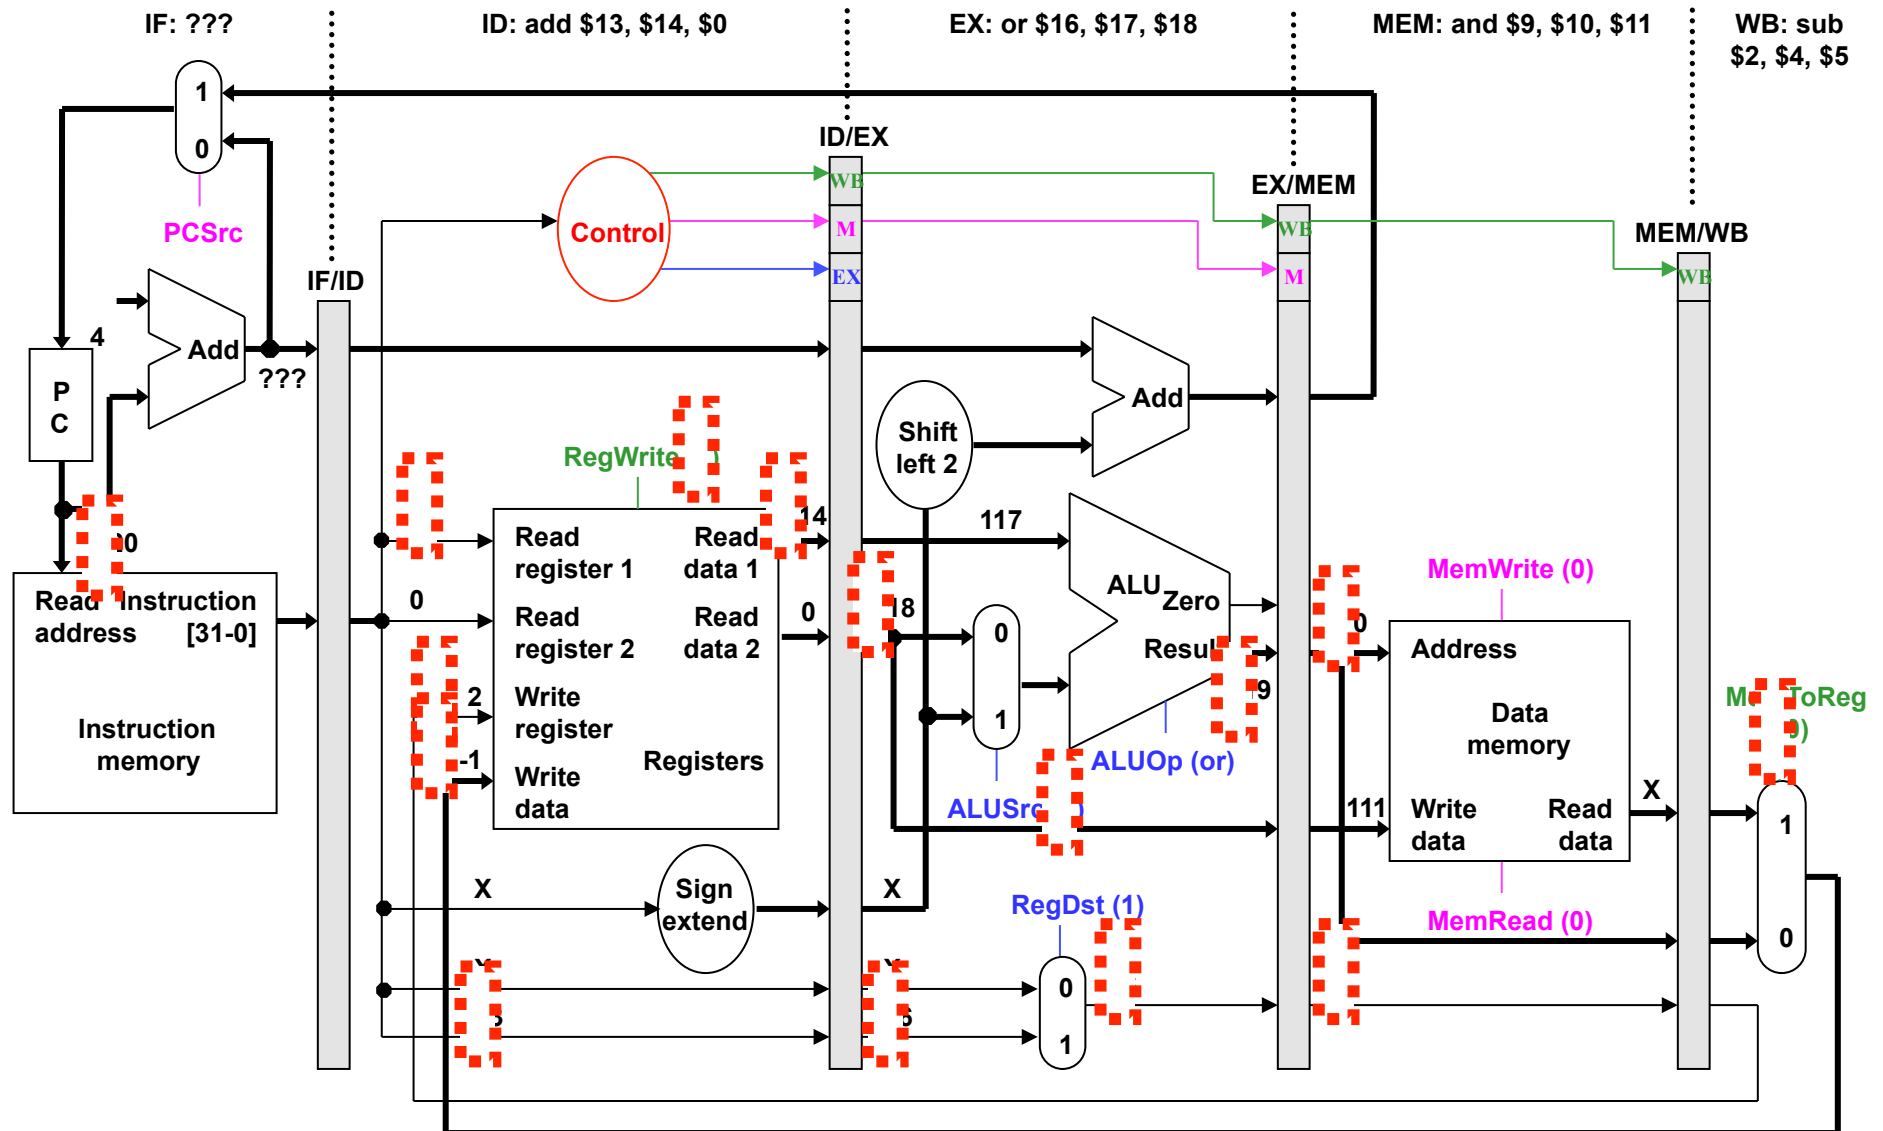 IF: ???
ID: add $13, $14, $0
EX: or $16, $17, $18
MEM: and $9, $10, $11
WB: sub
$2, $4, $5
1
0
PCSrc
ID/EX
WB
M
EX
Control
EX/MEM
WB
M
MEM/WB
WB
IF/ID
4
Add
???
P
C
Add
Shift
left 2
RegWrite
14
117
Read
register 1
Read
data 1
0
Read
register 2
0
Read
data 2
2
Write
register
-1
Write
data
Registers
Read
address
Instruction
[31-0]
Instruction
memory
0
1
ALU
Zero
ALUOp (or)
MemWrite (0)
Address
Data
memory
111
Write
data
Read
data
X
MemRead (0)
1
0
X
Sign
extend
X
RegDst (1)
0
1